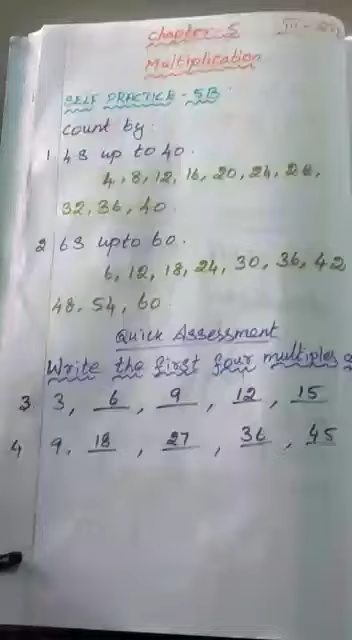 Chapter - 5
Multiplication
SELF PRACTICE - 5B
Count by:
1 4S up to 40.
4, 8, 12, 16, 20, 24, 28,
32, 36, 40.
2 6S upto 60.
6, 12, 18, 24, 30, 36, 42
48, 54, 60.
Quick Assessment
Write the first four multiples
3 3, 6, 9, 12, 15
4 9, 18, 27, 36, 45